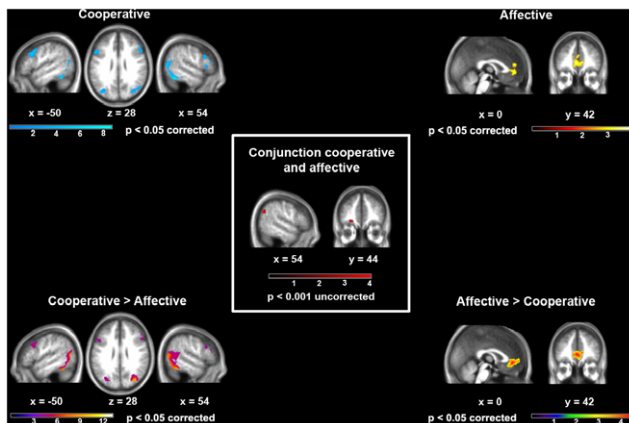 Cooperative
x = -50 z = 28 x = 54
2 4 6 8 p < 0.05 corrected
Affective
x = 0 y = 42
p < 0.05 corrected 1 2 3
Conjunction cooperative
and affective
x = 54 y = 44
1 2 3 4
p < 0.001 uncorrected
Cooperative > Affective
x = -50 z = 28 x = 54
3 6 9 12 p < 0.05 corrected
Affective > Cooperative
x = 0 y = 42
p < 0.05 corrected 1 2 3 4